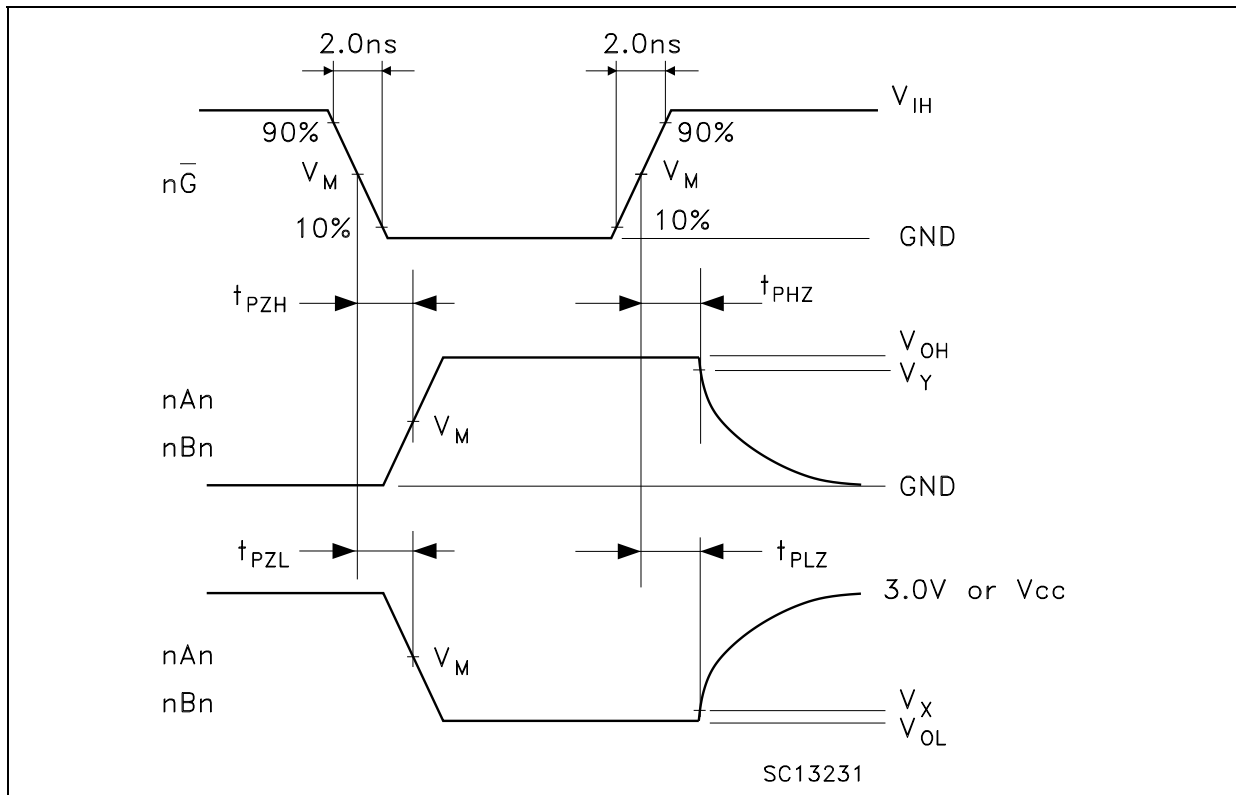 2.0ns 2.0ns
V_IH
90% 90%
nG̅ V_M V_M
10% 10%
GND
t_PZH t_PHZ
V_OH
V_Y
nAn
V_M
nBn
GND
t_PZL t_PLZ
3.0V or Vcc
nAn V_M
nBn V_X
V_OL
SC13231